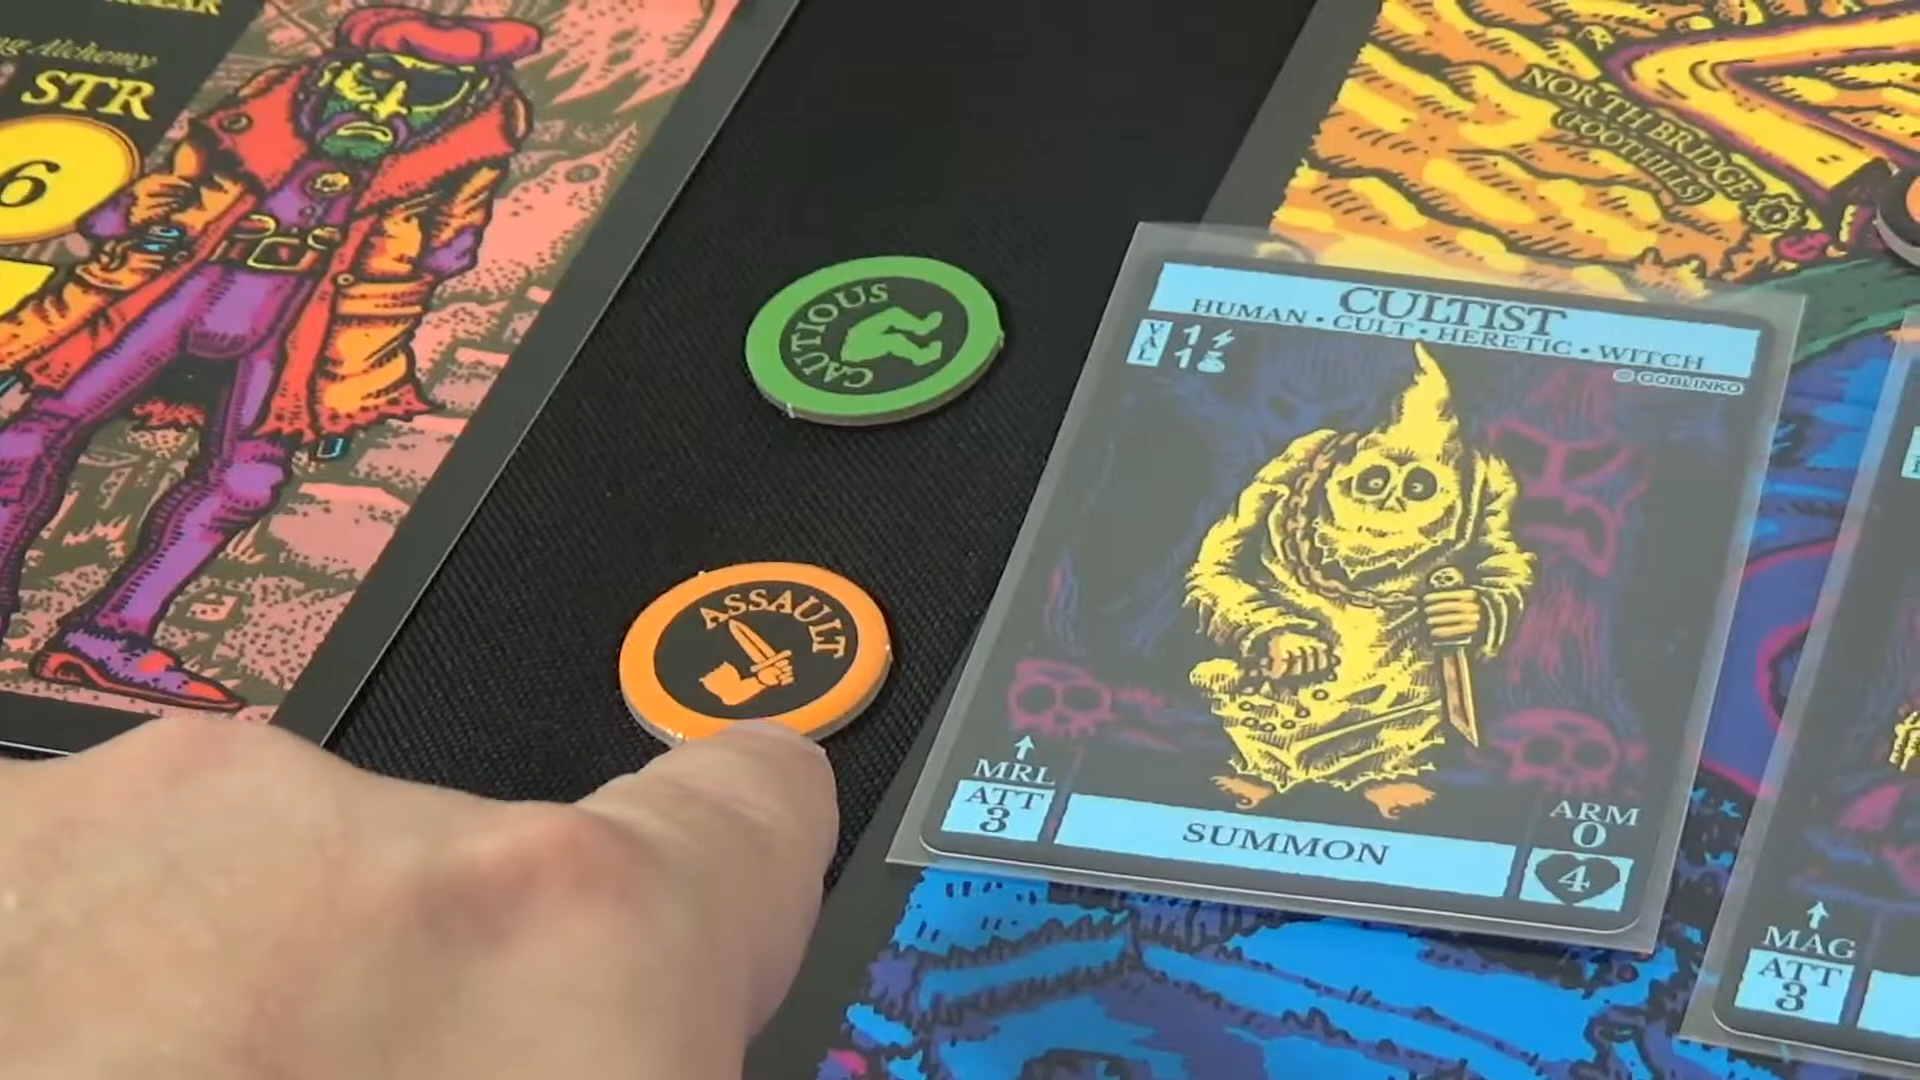 Alchemy
STR
6
CAUTIOUS
ASSAULT
NORTH BRIDGE
(FOOTHILLS)
CULTIST
HUMAN • CULT • HERETIC • WITCH
VAL
1
1
© GOBLINKO
MRL
ATT
3
SUMMON
ARM
0
4
MAG
ATT
3